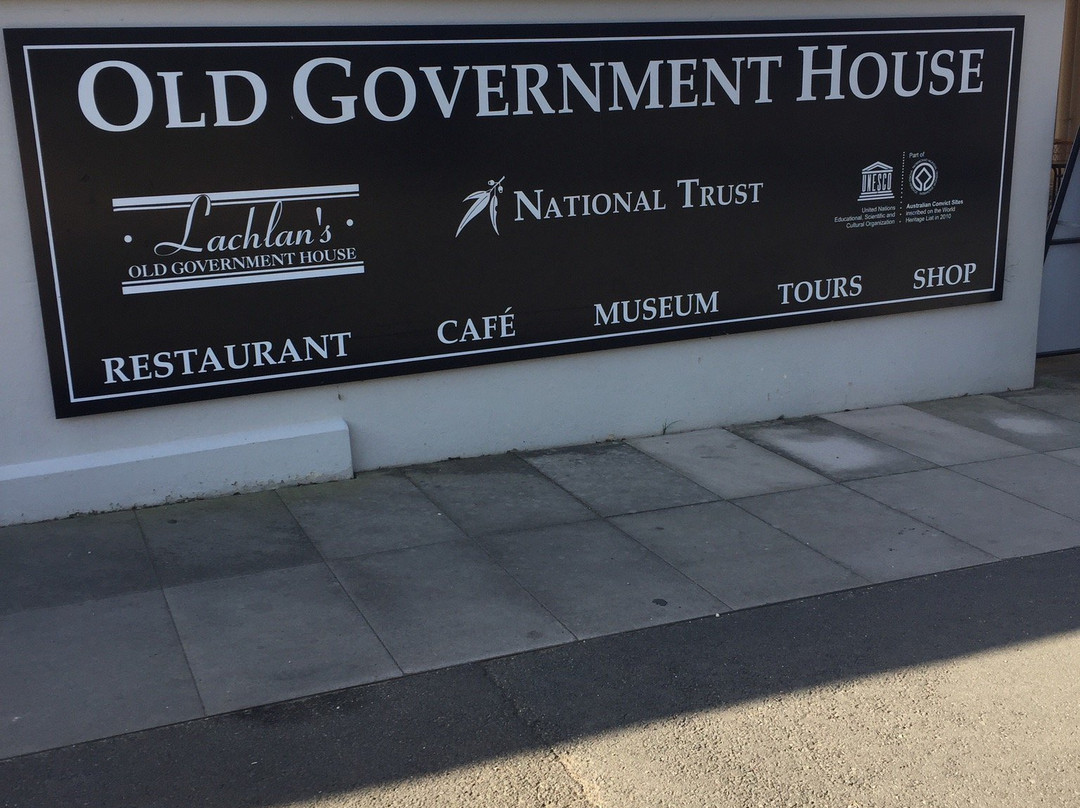 OLD GOVERNMENT HOUSE
Lachlan's
OLD GOVERNMENT HOUSE
NATIONAL TRUST
UNESCO
United Nations
Educational, Scientific and
Cultural Organization
Part of
Australian Convict Sites
inscribed on the World
Heritage List in 2010
RESTAURANT CAFÉ MUSEUM TOURS SHOP